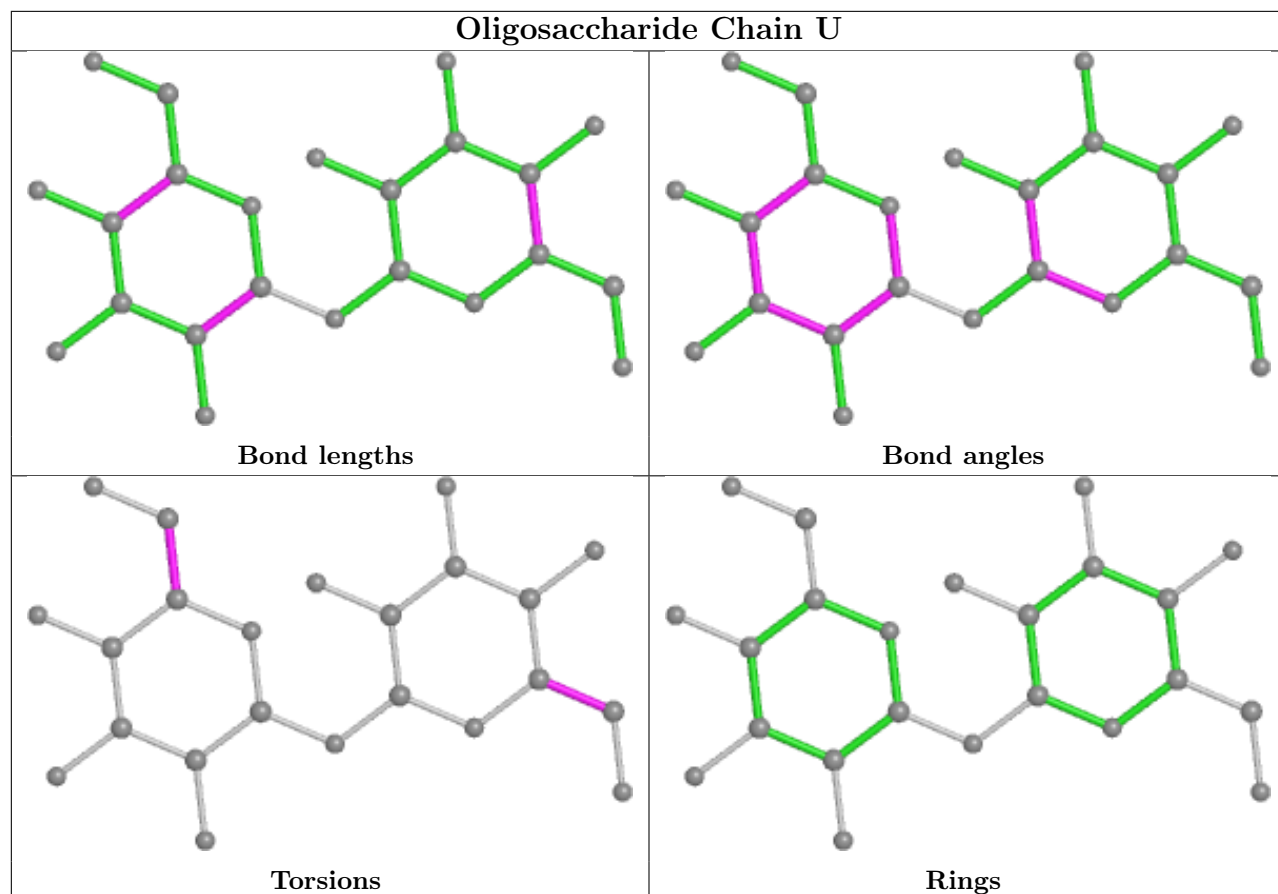 Oligosaccharide Chain U
Bond lengths
Bond angles
Torsions
Rings